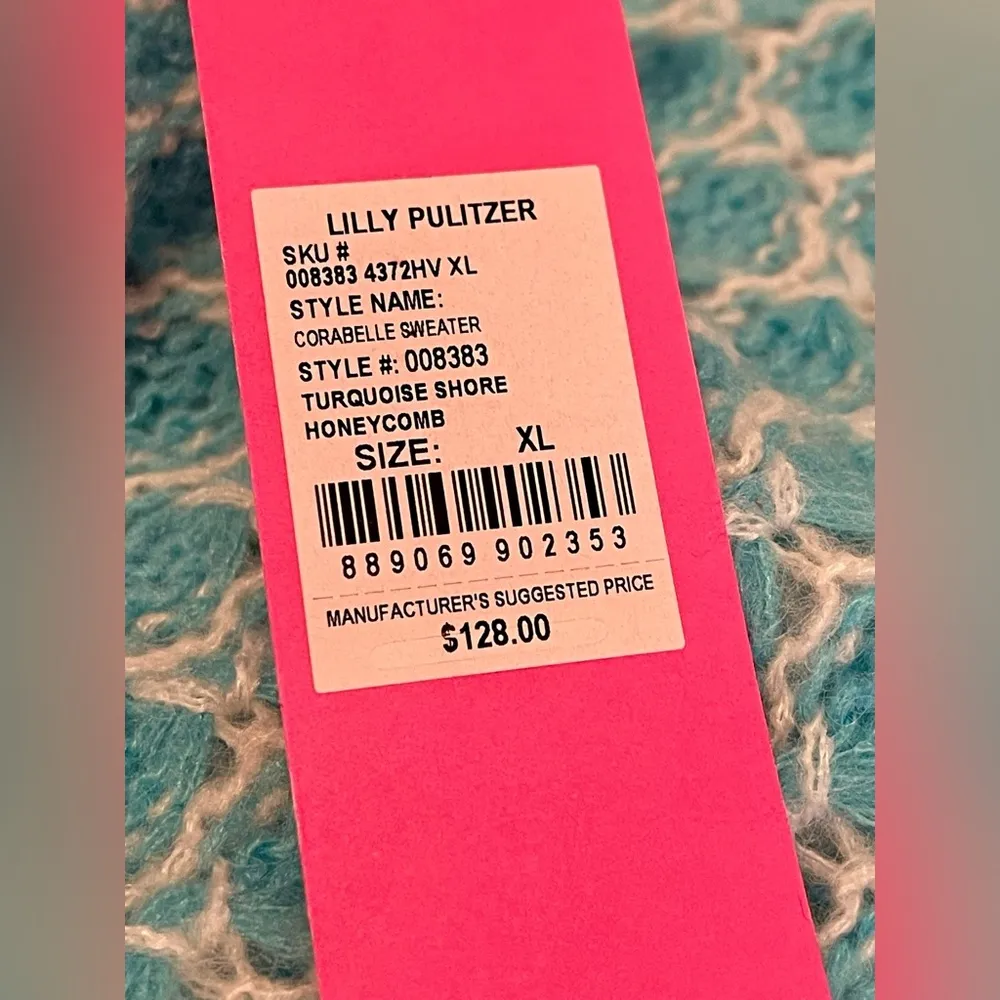 LILLY PULITZER
SKU #
008383 4372HV XL
STYLE NAME:
CORABELLE SWEATER
STYLE #: 008383
TURQUOISE SHORE
HONEYCOMB
SIZE: XL
889069 902353
MANUFACTURER'S SUGGESTED PRICE
$128.00